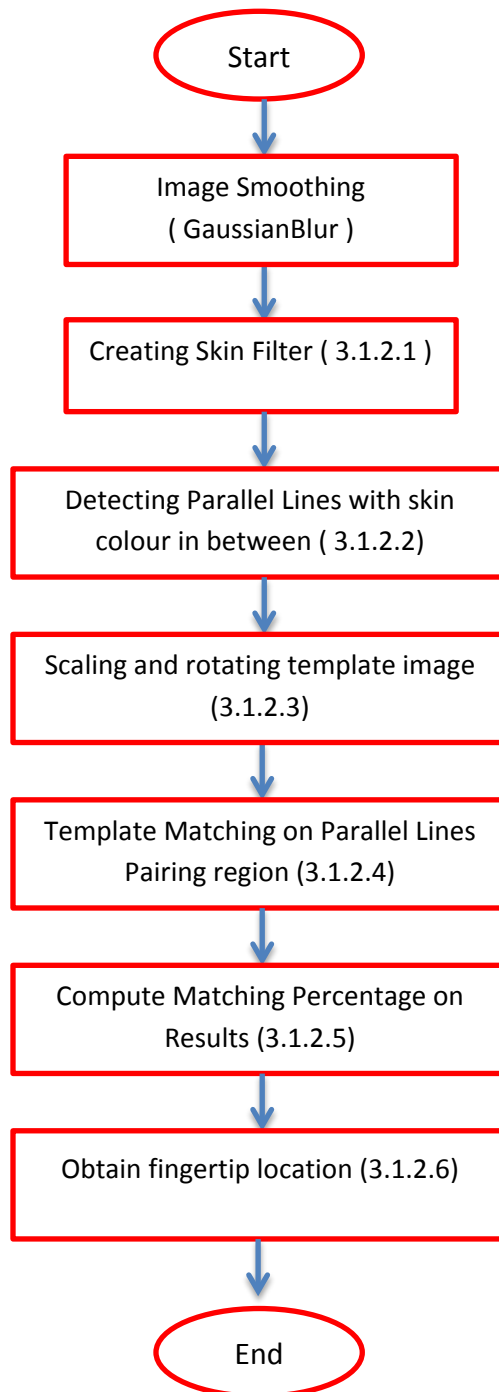 Start
Image Smoothing
( GaussianBlur )
Creating Skin Filter ( 3.1.2.1 )
Detecting Parallel Lines with skin
colour in between ( 3.1.2.2)
Scaling and rotating template image
(3.1.2.3)
Template Matching on Parallel Lines
Pairing region (3.1.2.4)
Compute Matching Percentage on
Results (3.1.2.5)
Obtain fingertip location (3.1.2.6)
End